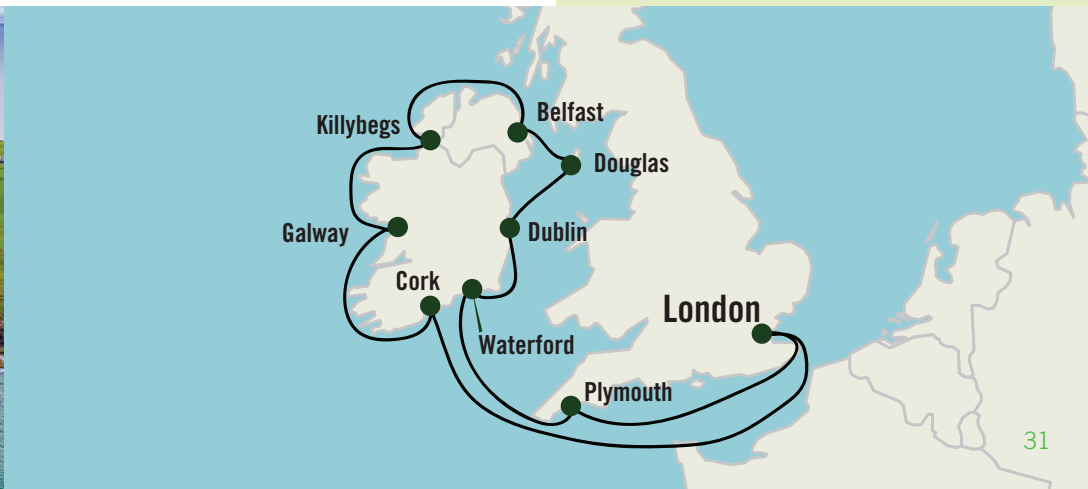 Belfast
Killybegs
Douglas
Galway
Dublin
Cork
London
Waterford
Plymouth
31